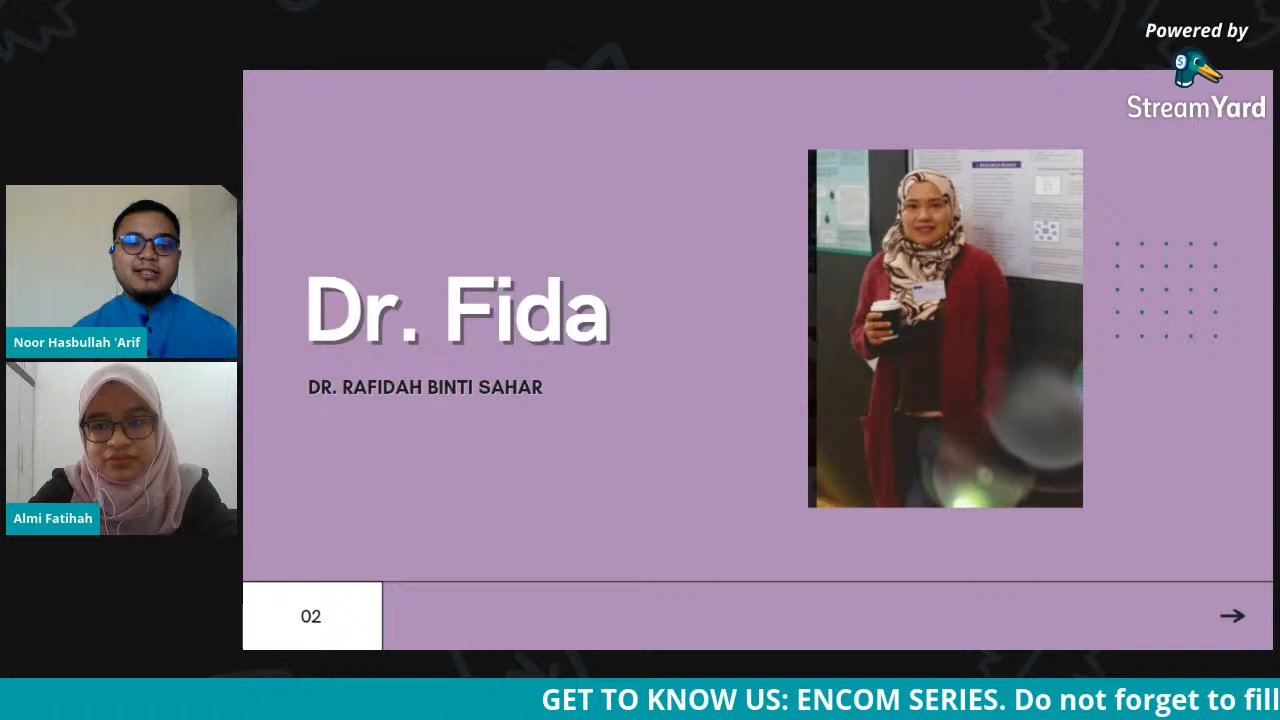 Powered by
StreamYard
Dr. Fida
DR. RAFIDAH BINTI SAHAR
Noor Hasbullah 'Arif
Almi Fatihah
02
GET TO KNOW US: ENCOM SERIES. Do not forget to fill